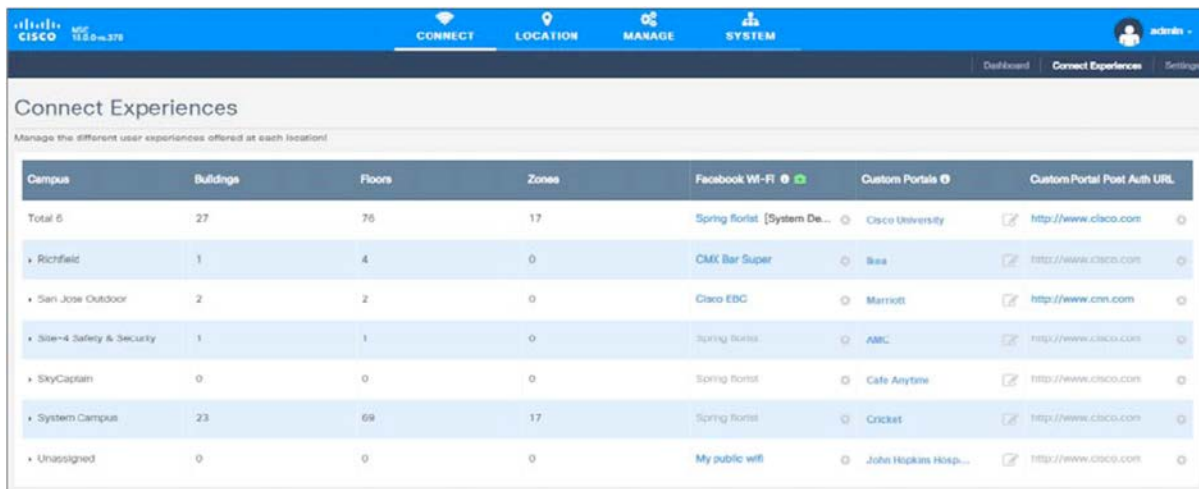 CISCO MSE
CONNECT LOCATION MANAGE SYSTEM admin
Dashboard Connect Experiences Settings
Connect Experiences
Manage the different user experiences offered at each location!
Campus Buildings Floors Zones Facebook Wi-Fi Custom Portals Custom Portal Post Auth URL
Total 6 27 76 17 Spring florist [System De... Cisco University http://www.cisco.com
Richfield 1 4 0 CMX Bar Super Ikea http://www.cisco.com
San Jose Outdoor 2 2 0 Cisco EBC Marriott http://www.cnn.com
Site-4 Safety & Security 1 1 0 Spring florist AMC http://www.cisco.com
SkyCaptain 0 0 0 Spring florist Cafe Anytime http://www.cisco.com
System Campus 23 69 17 Spring florist Cricket http://www.cisco.com
Unassigned 0 0 0 My public wifi John Hopkins Hospi... http://www.cisco.com